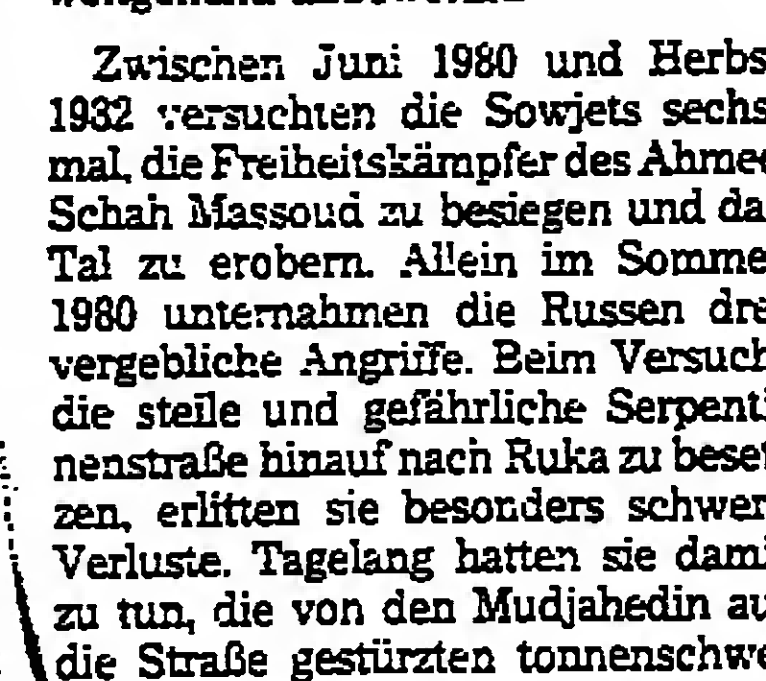 Zwischen Juni 1980 und Herbs
1982 versuchten die Sowjets sechs
mal, die Freiheitskämpfer des Ahmed
Schah Massoud zu besiegen und da
Tal zu erobern. Allein im Somme
1980 unternahmen die Russen dre
vergebliche Angriffe. Beim Versuch
die steile und gefährliche Serpenti
nenstraße hinauf nach Ruka zu beset
zen, erlitten sie besonders schwer
Verluste. Tagelang hatten sie dami
zu tun, die von den Mudjahedin au
die Straße gestürzten tonnenschwe